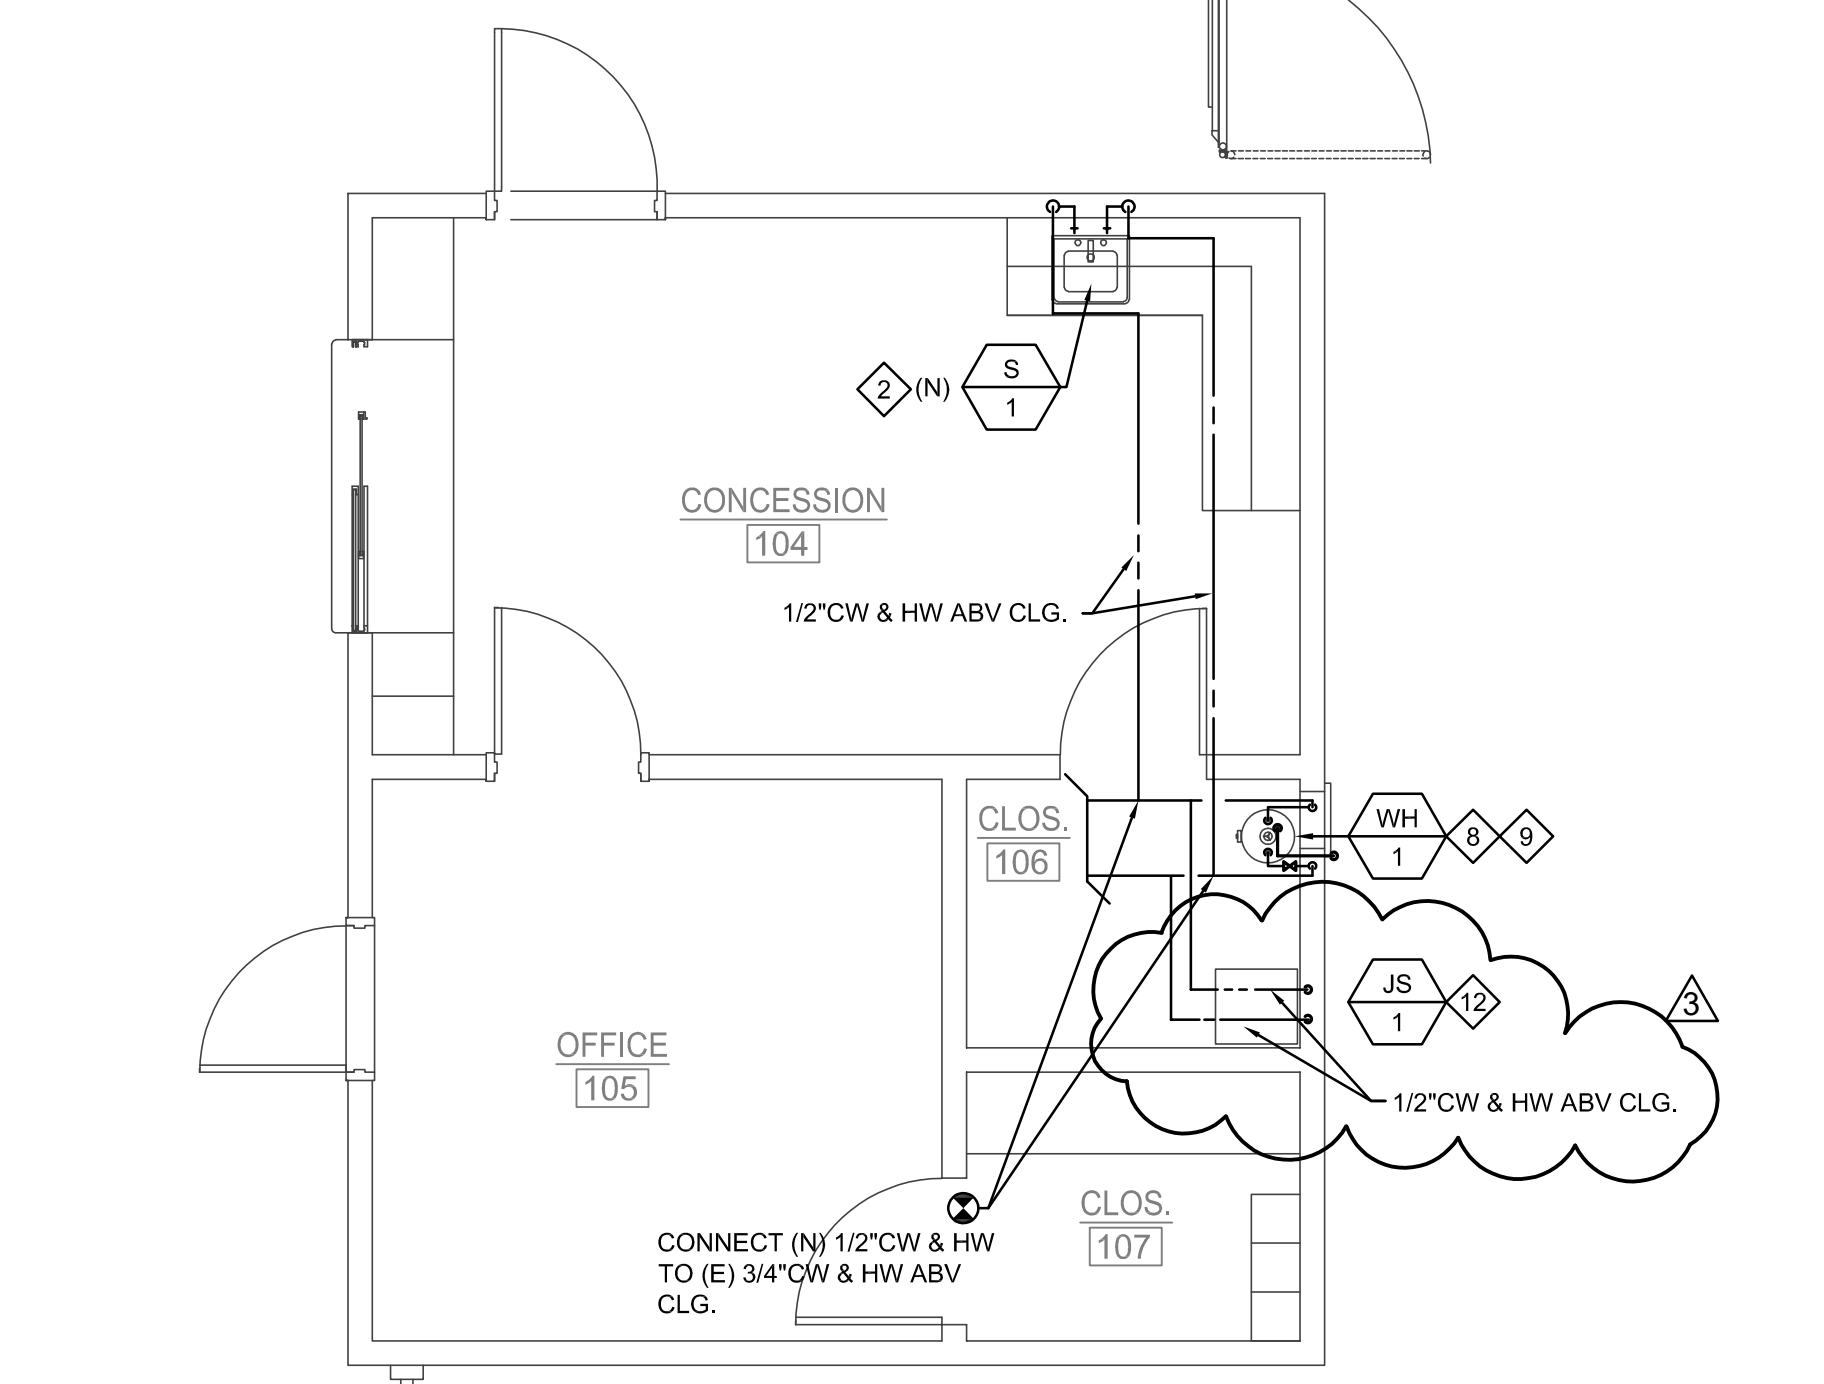 2
(N)
S
1
CONCESSION
104
1/2"CW & HW ABV CLG.
CLOS.
106
WH
1
8
9
JS
1
12
3
1/2"CW & HW ABV CLG.
OFFICE
105
CLOS.
107
CONNECT (N) 1/2"CW & HW
TO (E) 3/4"CW & HW ABV
CLG.